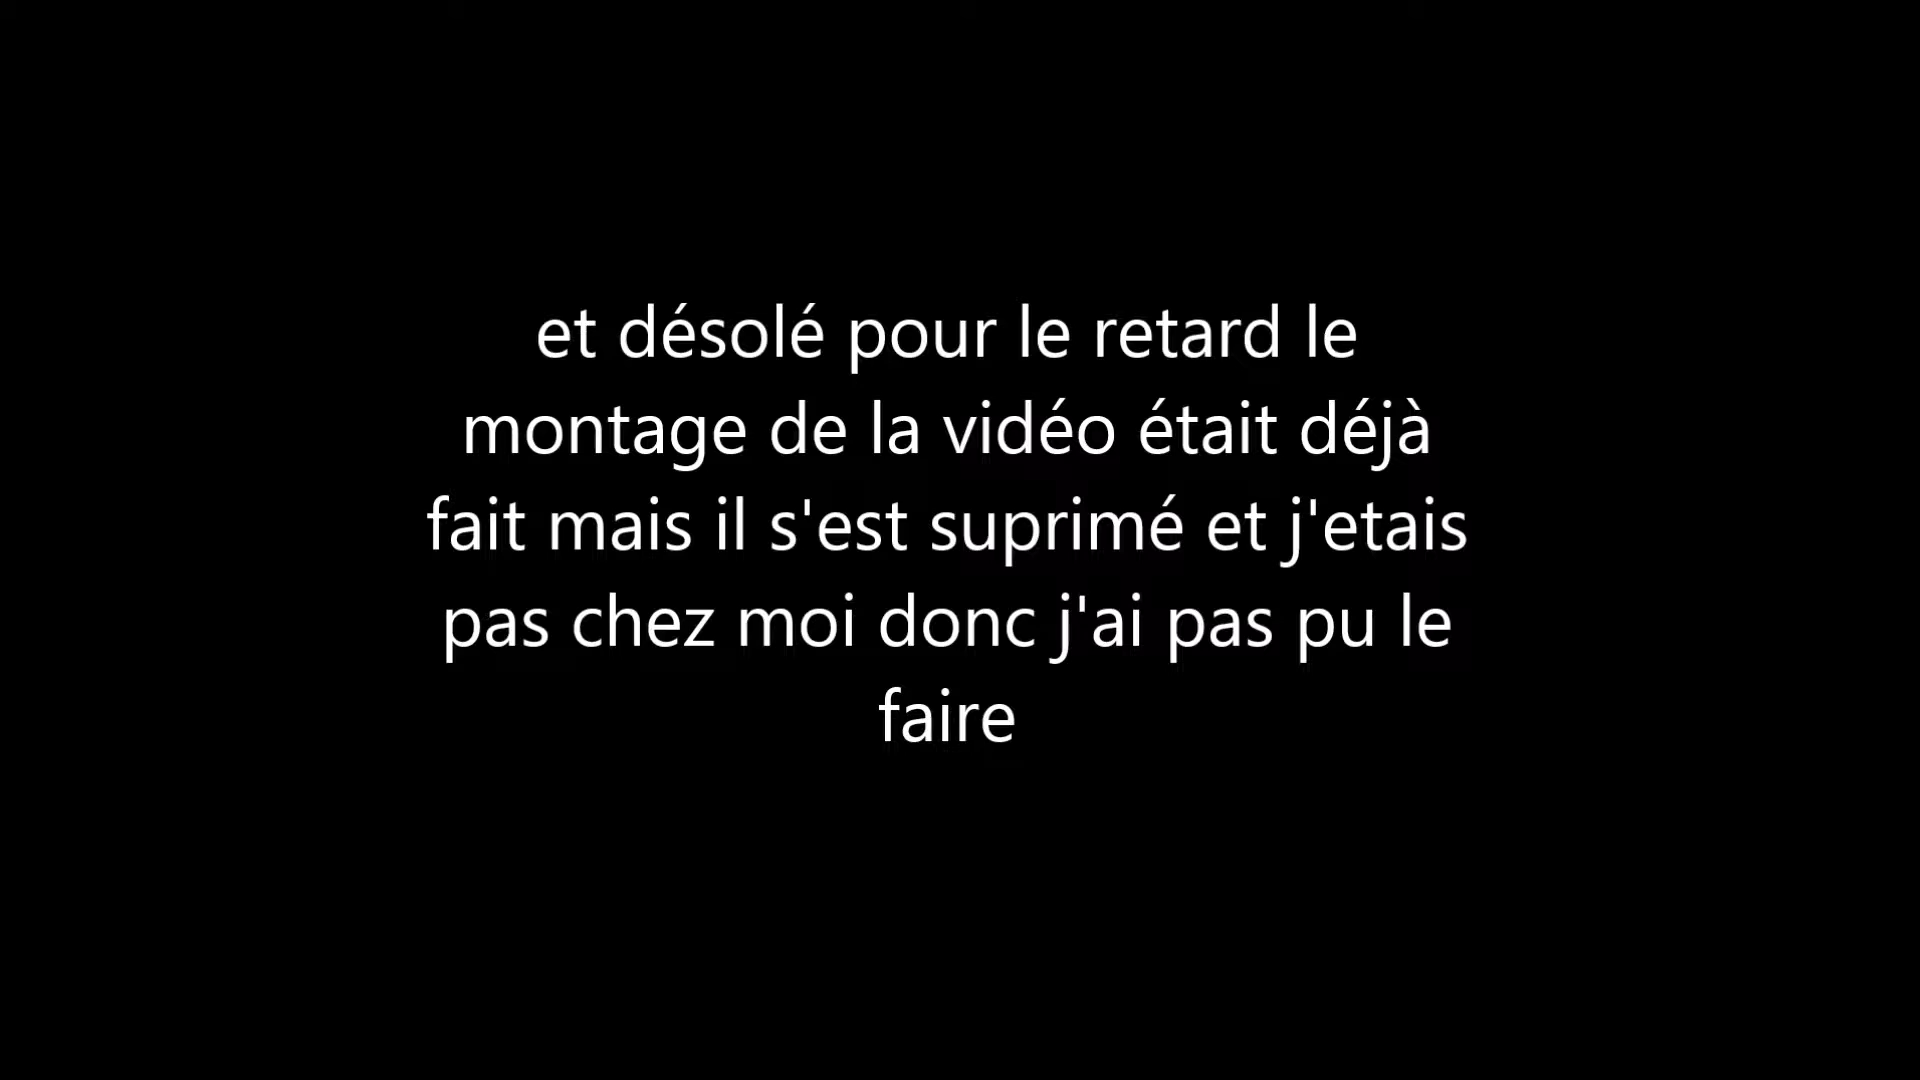 et désolé pour le retard le
montage de la vidéo était déjà
fait mais il s'est suprimé et j'etais
pas chez moi donc j'ai pas pu le
faire